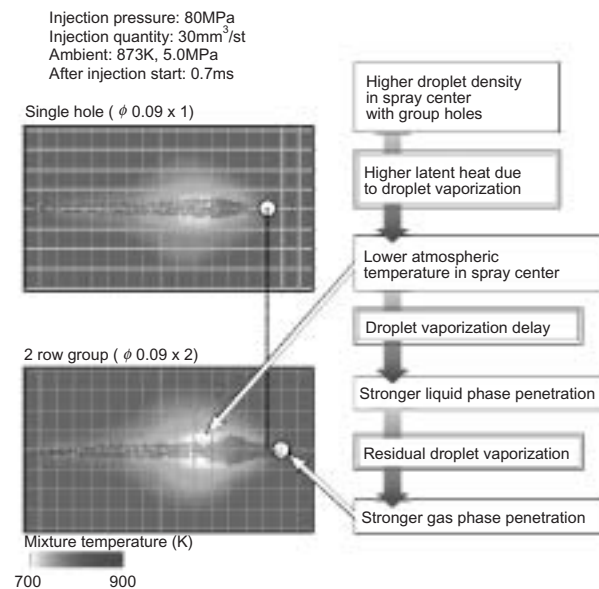 Injection pressure: 80MPa
Injection quantity: 30mm³/st
Ambient: 873K, 5.0MPa
After injection start: 0.7ms
Single hole ( ϕ 0.09 x 1)
2 row group ( ϕ 0.09 x 2)
Mixture temperature (K)
700 900
Higher droplet density
in spray center
with group holes
Higher latent heat due
to droplet vaporization
Lower atmospheric
temperature in spray center
Droplet vaporization delay
Stronger liquid phase penetration
Residual droplet vaporization
Stronger gas phase penetration